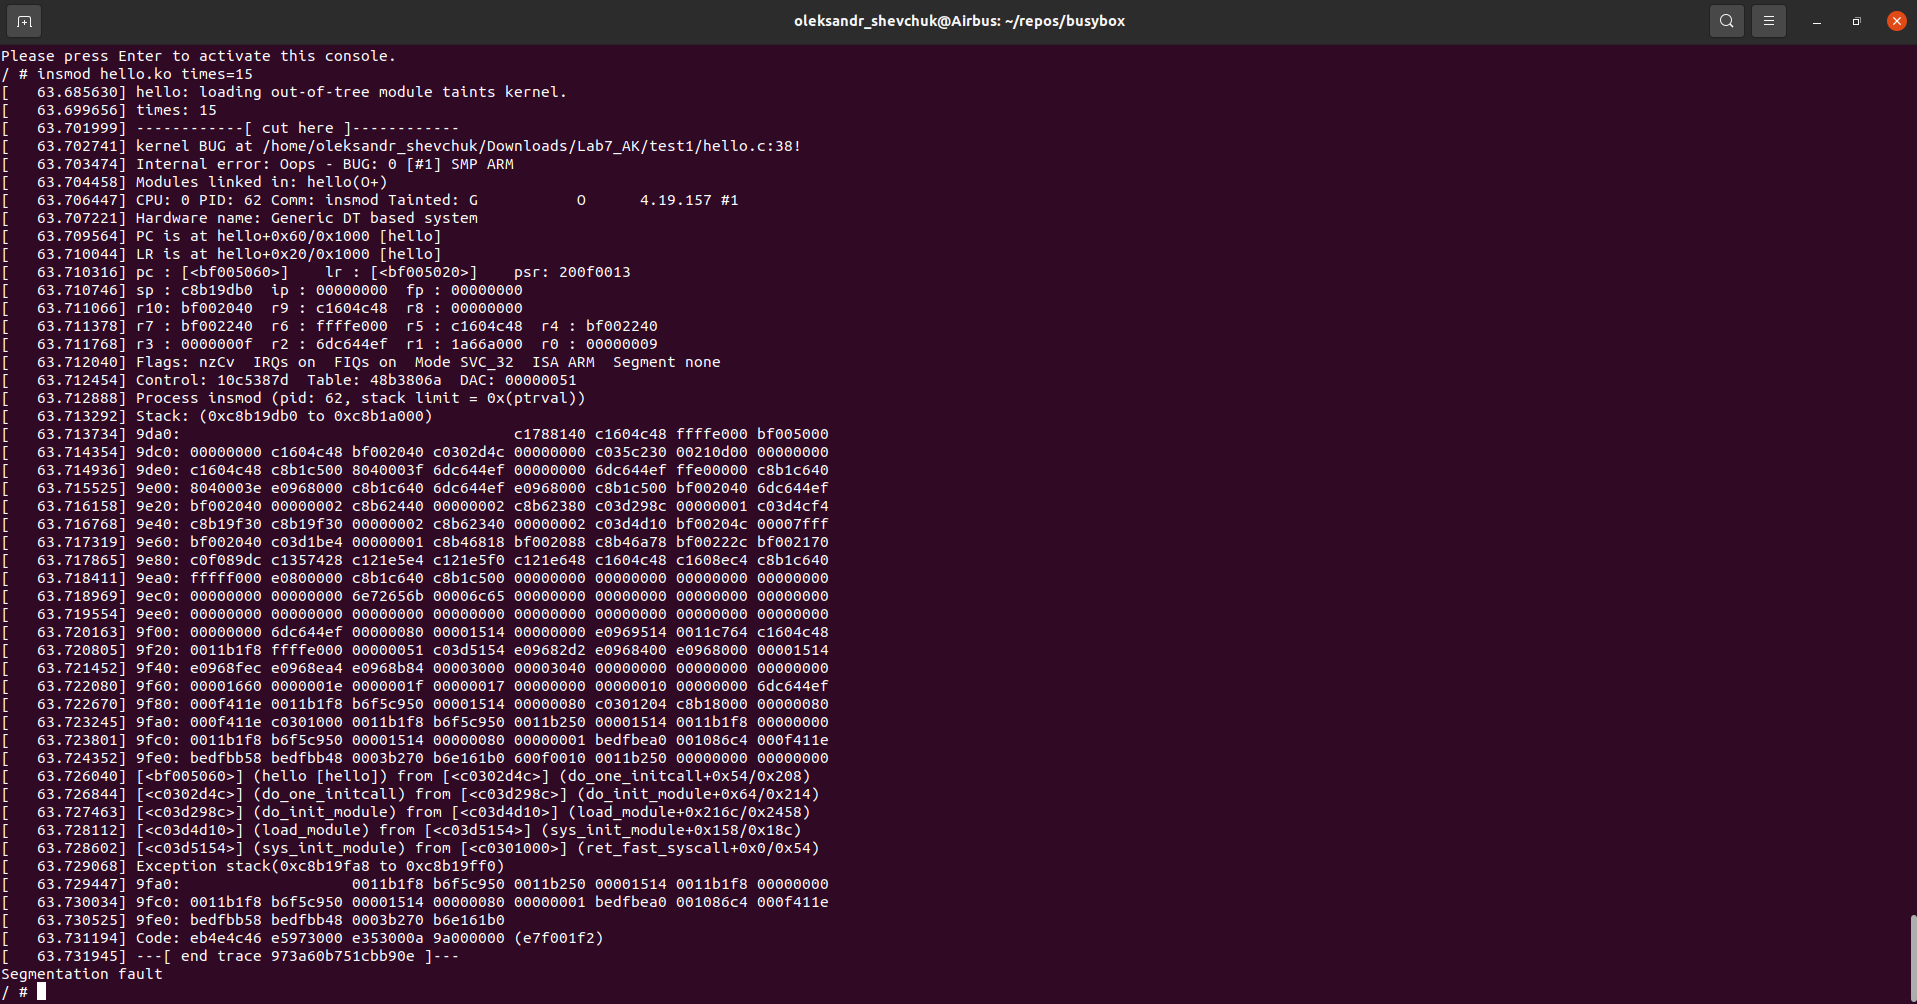 oleksandr_shevchuk@Airbus: ~/repos/busybox
Please press Enter to activate this console.
/ # insmod hello.ko times=15
[   63.685630] hello: loading out-of-tree module taints kernel.
[   63.699656] times: 15
[   63.701999] ------------[ cut here ]------------
[   63.702741] kernel BUG at /home/oleksandr_shevchuk/Downloads/Lab7_AK/test1/hello.c:38!
[   63.703474] Internal error: Oops - BUG: 0 [#1] SMP ARM
[   63.704458] Modules linked in: hello(O+)
[   63.706447] CPU: 0 PID: 62 Comm: insmod Tainted: G           O      4.19.157 #1
[   63.707221] Hardware name: Generic DT based system
[   63.709564] PC is at hello+0x60/0x1000 [hello]
[   63.710044] LR is at hello+0x20/0x1000 [hello]
[   63.710316] pc : [<bf005060>]    lr : [<bf005020>]    psr: 200f0013
[   63.710746] sp : c8b19db0  ip : 00000000  fp : 00000000
[   63.711066] r10: bf002040  r9 : c1604c48  r8 : 00000000
[   63.711378] r7 : bf002240  r6 : ffffe000  r5 : c1604c48  r4 : bf002240
[   63.711768] r3 : 0000000f  r2 : 6dc644ef  r1 : 1a66a000  r0 : 00000009
[   63.712040] Flags: nzCv  IRQs on  FIQs on  Mode SVC_32  ISA ARM  Segment none
[   63.712454] Control: 10c5387d  Table: 48b3806a  DAC: 00000051
[   63.712888] Process insmod (pid: 62, stack limit = 0x(ptrval))
[   63.713292] Stack: (0xc8b19db0 to 0xc8b1a000)
[   63.713734] 9da0:                                     c1788140 c1604c48 ffffe000 bf005000
[   63.714354] 9dc0: 00000000 c1604c48 bf002040 c0302d4c 00000000 c035c230 00210d00 00000000
[   63.714936] 9de0: c1604c48 c8b1c500 8040003f 6dc644ef 00000000 6dc644ef ffe00000 c8b1c640
[   63.715525] 9e00: 8040003e e0968000 c8b1c640 6dc644ef e0968000 c8b1c500 bf002040 6dc644ef
[   63.716158] 9e20: bf002040 00000002 c8b62440 00000002 c8b62380 c03d298c 00000001 c03d4cf4
[   63.716768] 9e40: c8b19f30 c8b19f30 00000002 c8b62340 00000002 c03d4d10 bf00204c 00007fff
[   63.717319] 9e60: bf002040 c03d1be4 00000001 c8b46818 bf002088 c8b46a78 bf00222c bf002170
[   63.717865] 9e80: c0f089dc c1357428 c121e5e4 c121e5f0 c121e648 c1604c48 c1608ec4 c8b1c640
[   63.718411] 9ea0: fffff000 e0800000 c8b1c640 c8b1c500 00000000 00000000 00000000 00000000
[   63.718969] 9ec0: 00000000 00000000 6e72656b 00006c65 00000000 00000000 00000000 00000000
[   63.719554] 9ee0: 00000000 00000000 00000000 00000000 00000000 00000000 00000000 00000000
[   63.720163] 9f00: 00000000 6dc644ef 00000080 00001514 00000000 e0969514 0011c764 c1604c48
[   63.720805] 9f20: 0011b1f8 ffffe000 00000051 c03d5154 e09682d2 e0968400 e0968000 00001514
[   63.721452] 9f40: e0968fec e0968ea4 e0968b84 00003000 00003040 00000000 00000000 00000000
[   63.722080] 9f60: 00001660 0000001e 0000001f 00000017 00000000 00000010 00000000 6dc644ef
[   63.722670] 9f80: 000f411e 0011b1f8 b6f5c950 00001514 00000080 c0301204 c8b18000 00000080
[   63.723245] 9fa0: 000f411e c0301000 0011b1f8 b6f5c950 0011b250 00001514 0011b1f8 00000000
[   63.723801] 9fc0: 0011b1f8 b6f5c950 00001514 00000080 00000001 bedfbea0 001086c4 000f411e
[   63.724352] 9fe0: bedfbb58 bedfbb48 0003b270 b6e161b0 600f0010 0011b250 00000000 00000000
[   63.726040] [<bf005060>] (hello [hello]) from [<c0302d4c>] (do_one_initcall+0x54/0x208)
[   63.726844] [<c0302d4c>] (do_one_initcall) from [<c03d298c>] (do_init_module+0x64/0x214)
[   63.727463] [<c03d298c>] (do_init_module) from [<c03d4d10>] (load_module+0x216c/0x2458)
[   63.728112] [<c03d4d10>] (load_module) from [<c03d5154>] (sys_init_module+0x158/0x18c)
[   63.728602] [<c03d5154>] (sys_init_module) from [<c0301000>] (ret_fast_syscall+0x0/0x54)
[   63.729068] Exception stack(0xc8b19fa8 to 0xc8b19ff0)
[   63.729447] 9fa0:                   0011b1f8 b6f5c950 0011b250 00001514 0011b1f8 00000000
[   63.730034] 9fc0: 0011b1f8 b6f5c950 00001514 00000080 00000001 bedfbea0 001086c4 000f411e
[   63.730525] 9fe0: bedfbb58 bedfbb48 0003b270 b6e161b0
[   63.731194] Code: eb4e4c46 e5973000 e353000a 9a000000 (e7f001f2)
[   63.731945] ---[ end trace 973a60b751cbb90e ]---
Segmentation fault
/ #